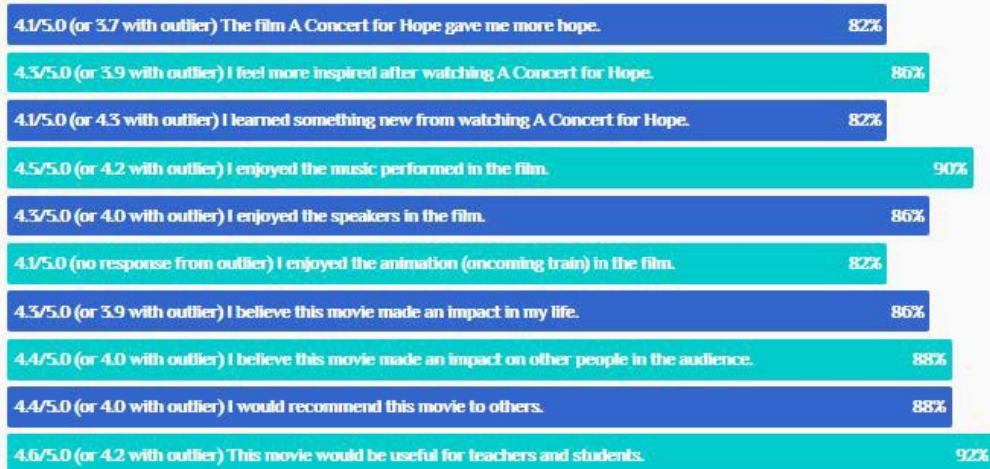 4.1/5.0 (or 3.7 with outlier) The film A Concert for Hope gave me more hope. 82%
4.3/5.0 (or 3.9 with outlier) I feel more inspired after watching A Concert for Hope. 86%
4.1/5.0 (or 4.3 with outlier) I learned something new from watching A Concert for Hope. 82%
4.5/5.0 (or 4.2 with outlier) I enjoyed the music performed in the film. 90%
4.3/5.0 (or 4.0 with outlier) I enjoyed the speakers in the film. 86%
4.1/5.0 (no response from outlier) I enjoyed the animation (oncoming train) in the film. 82%
4.3/5.0 (or 3.9 with outlier) I believe this movie made an impact in my life. 86%
4.4/5.0 (or 4.0 with outlier) I believe this movie made an impact on other people in the audience. 88%
4.4/5.0 (or 4.0 with outlier) I would recommend this movie to others. 88%
4.6/5.0 (or 4.2 with outlier) This movie would be useful for teachers and students. 92%